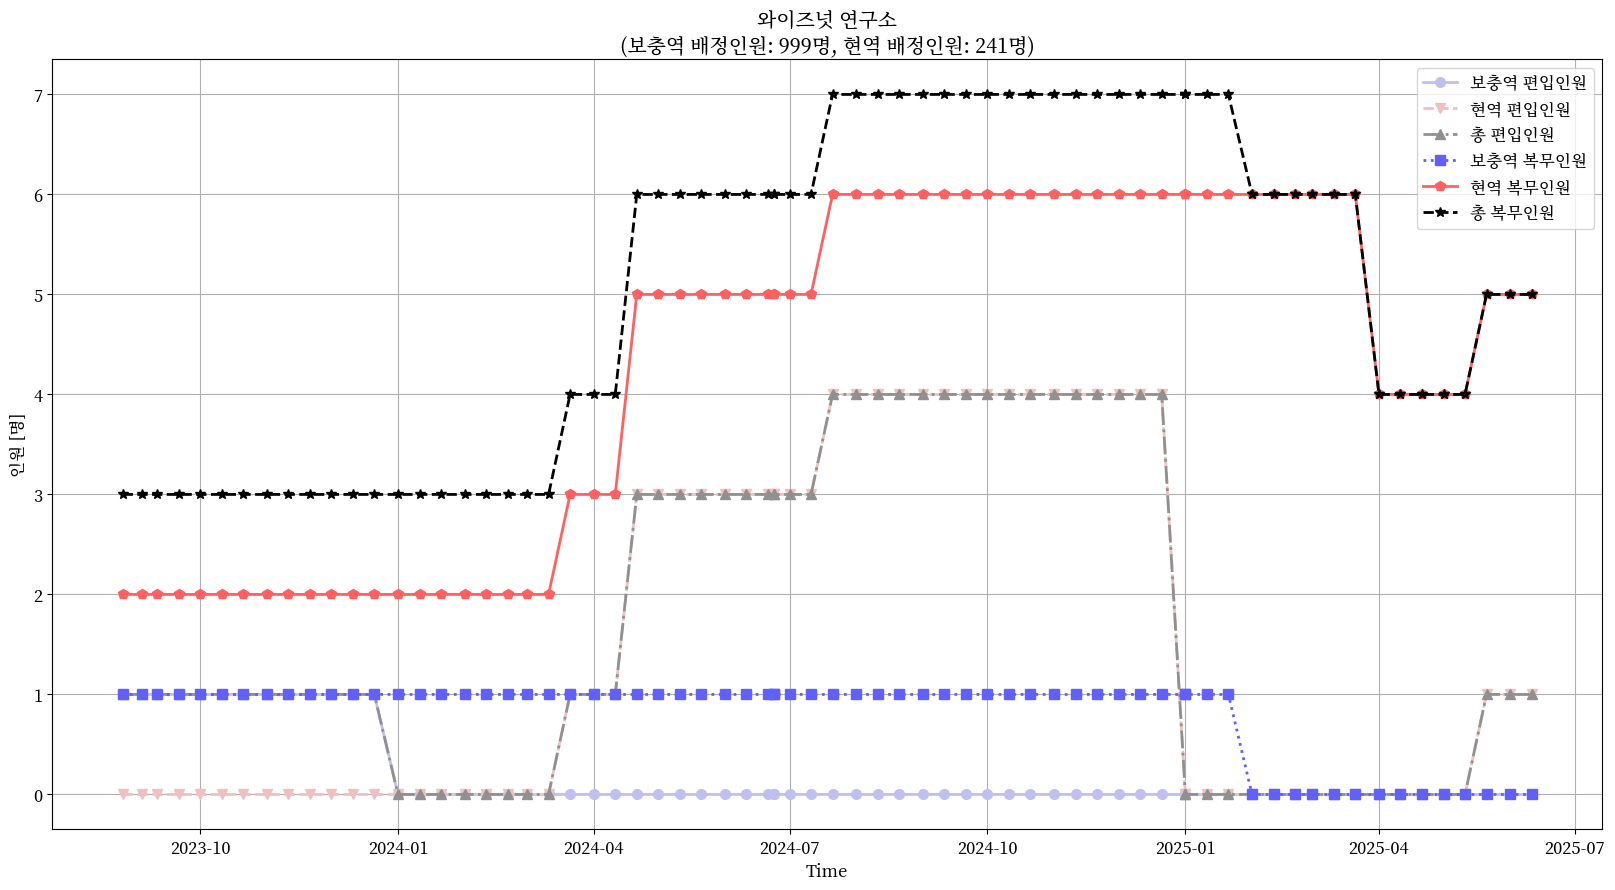 와이즈넛 연구소
(보충역 배정인원: 999명, 현역 배정인원: 241명)
보충역 편입인원
현역 편입인원
총 편입인원
보충역 복무인원
현역 복무인원
총 복무인원
인원 [명]
7
6
5
4
3
2
1
0
2023-10
2024-01
2024-04
2024-07
2024-10
2025-01
2025-04
2025-07
Time